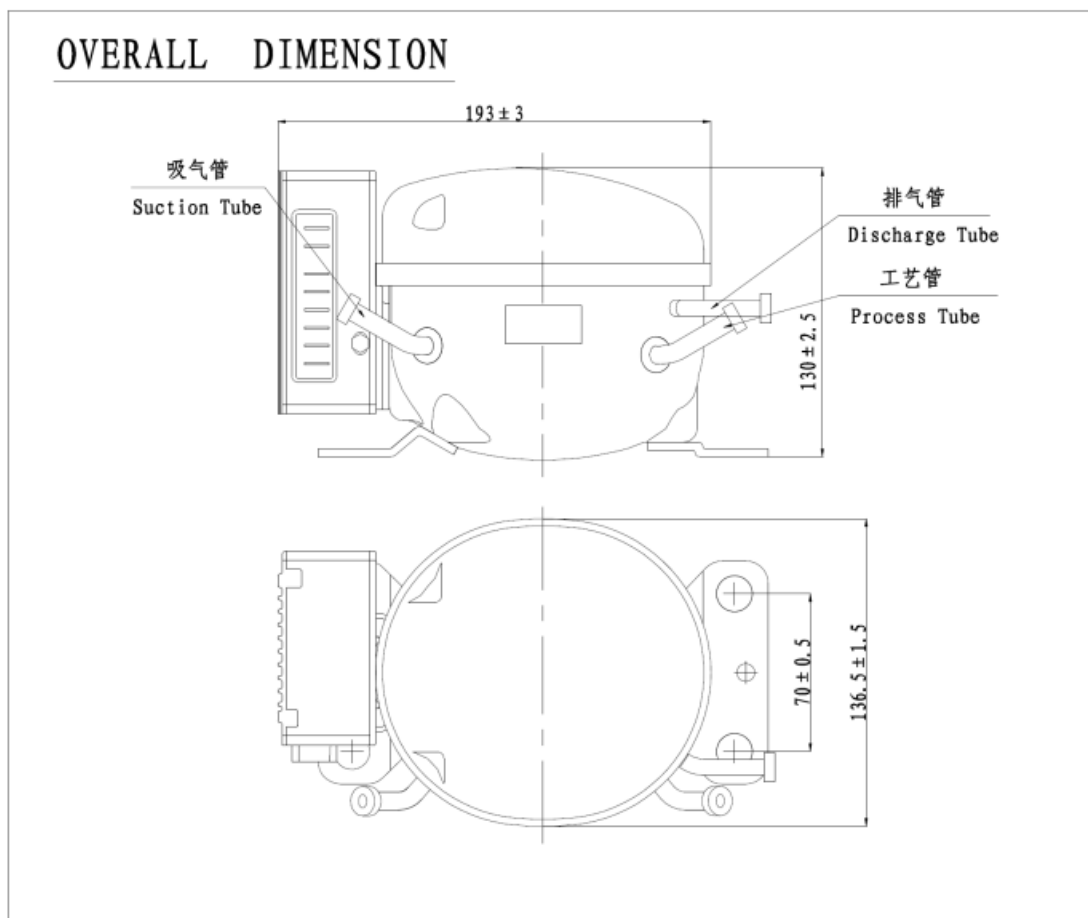 OVERALL DIMENSION
193±3
吸气管
Suction Tube
排气管
Discharge Tube
工艺管
Process Tube
130±2.5
70±0.5
136.5±1.5